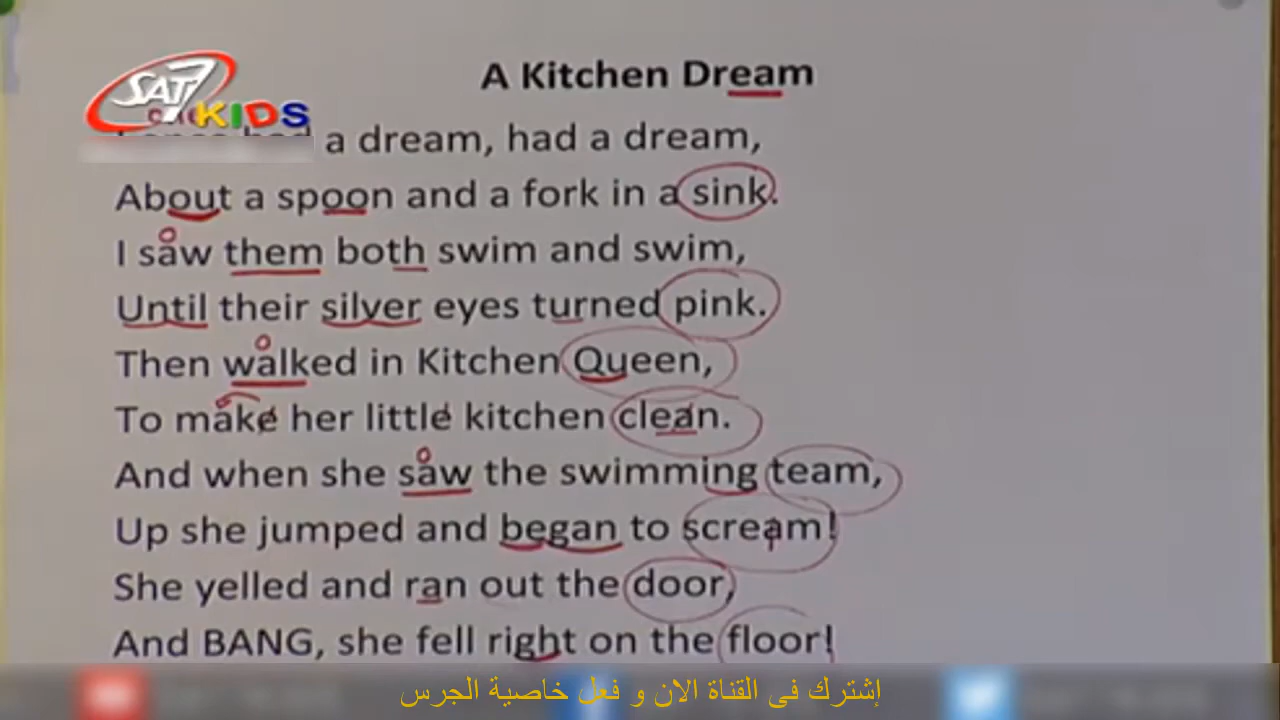 A Kitchen Dream
SAT 7
KIDS
a dream, had a dream,
About a spoon and a fork in a sink.
I saw them both swim and swim,
Until their silver eyes turned pink.
Then walked in Kitchen Queen,
To make her little kitchen clean.
And when she saw the swimming team,
Up she jumped and began to scream!
She yelled and ran out the door,
And BANG, she fell right on the floor!
إشترك فى القناة الان و فعل خاصية الجرس